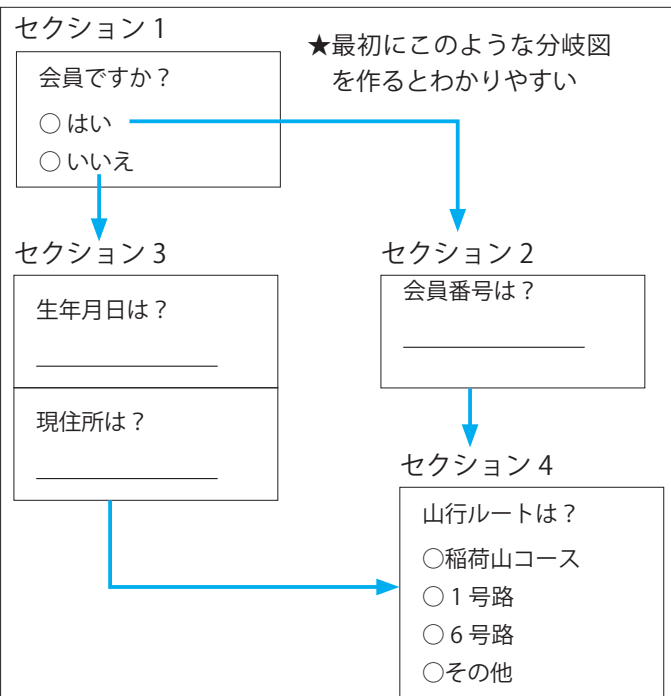 セクション 1
会員ですか？
○ はい
○ いいえ
★最初にこのような分岐図
を作るとわかりやすい
セクション 3
生年月日は？
現住所は？
セクション 2
会員番号は？
セクション 4
山行ルートは？
○稲荷山コース
○ 1 号路
○ 6 号路
○その他